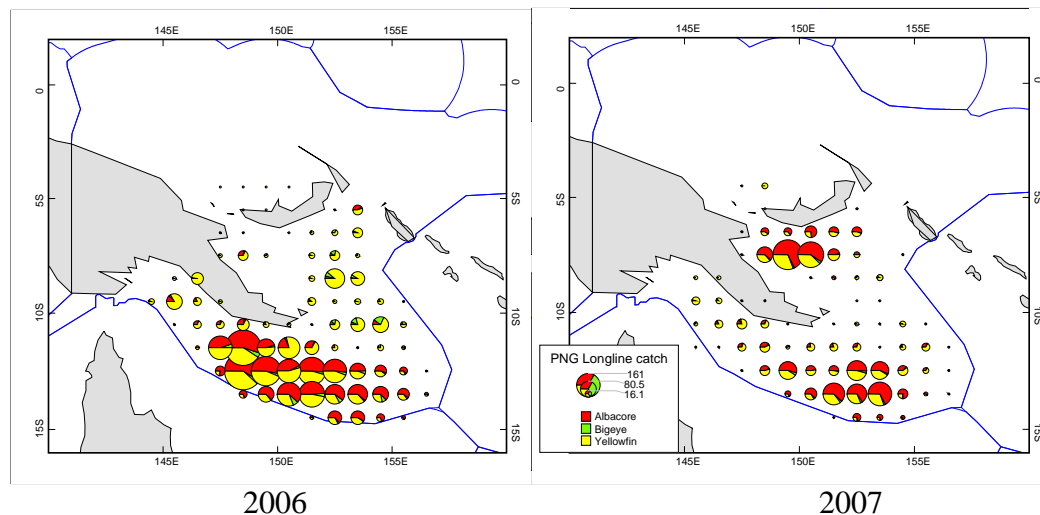 145E 150E 155E
0 0
5S 5S
10S 10S
15S 15S
145E 150E 155E
2006
145E 150E 155E
0 0
5S 5S
10S 10S
15S
145E 150E 155E
PNG Longline catch
161
80.5
16.1
Albacore
Bigeye
Yellowfin
2007